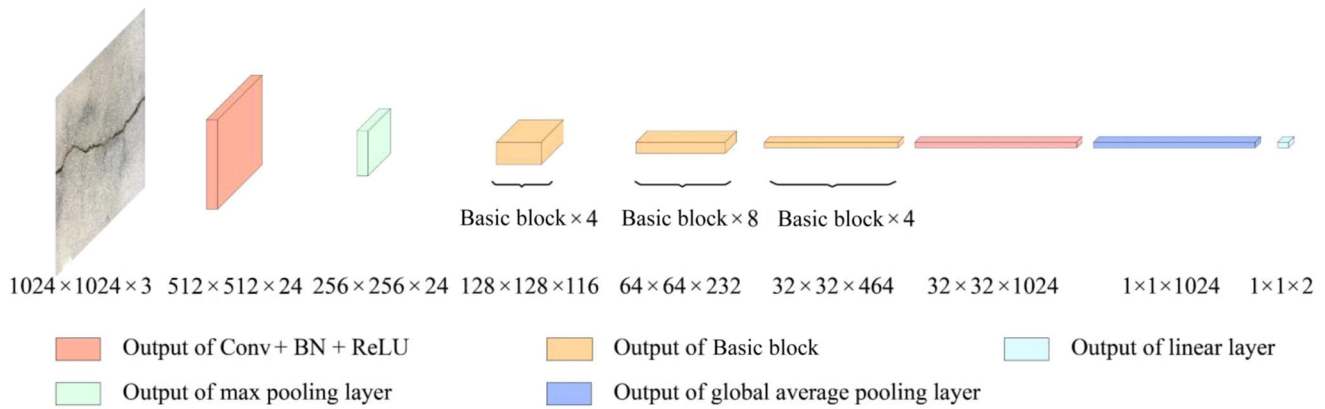 Basic block × 4 Basic block × 8 Basic block × 4
1024×1024×3 512×512×24 256×256×24 128×128×116 64×64×232 32×32×464 32×32×1024 1×1×1024 1×1×2
Output of Conv + BN + ReLU Output of Basic block Output of linear layer
Output of max pooling layer Output of global average pooling layer